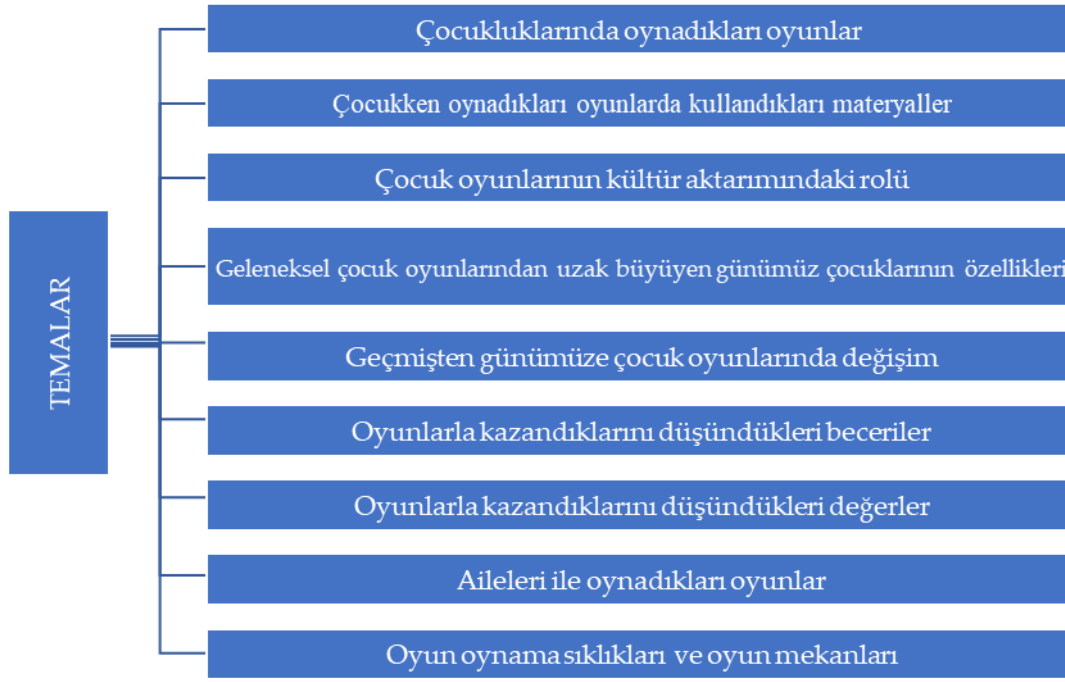 TEMALAR
Çocukluklarında oynadıkları oyunlar
Çocukken oynadıkları oyunlarda kullandıkları materyaller
Çocuk oyunlarının kültür aktarımındaki rolü
Geleneksel çocuk oyunlarından uzak büyüyen günümüz çocuklarının özellikleri
Geçmişten günümüze çocuk oyunlarında değişim
Oyunlarla kazandıklarını düşündükleri beceriler
Oyunlarla kazandıklarını düşündükleri değerler
Aileleri ile oynadıkları oyunlar
Oyun oynama sıklıkları ve oyun mekanları